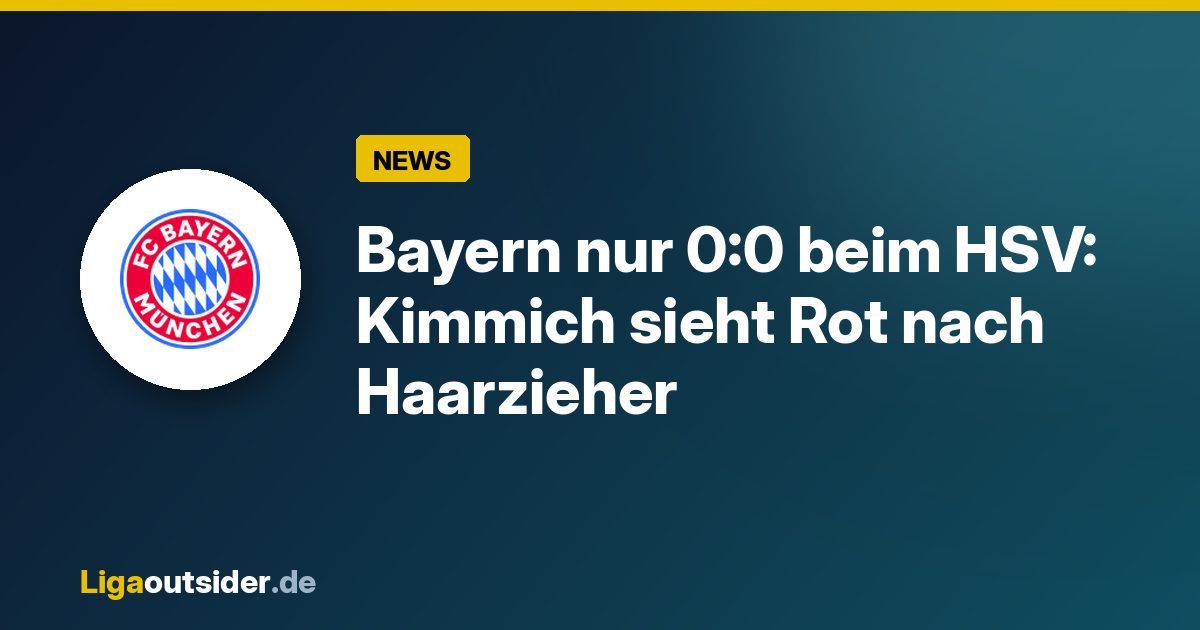 FC BAYERN
MÜNCHEN
NEWS
Bayern nur 0:0 beim HSV:
Kimmich sieht Rot nach
Haarzieher
Ligaoutsider.de